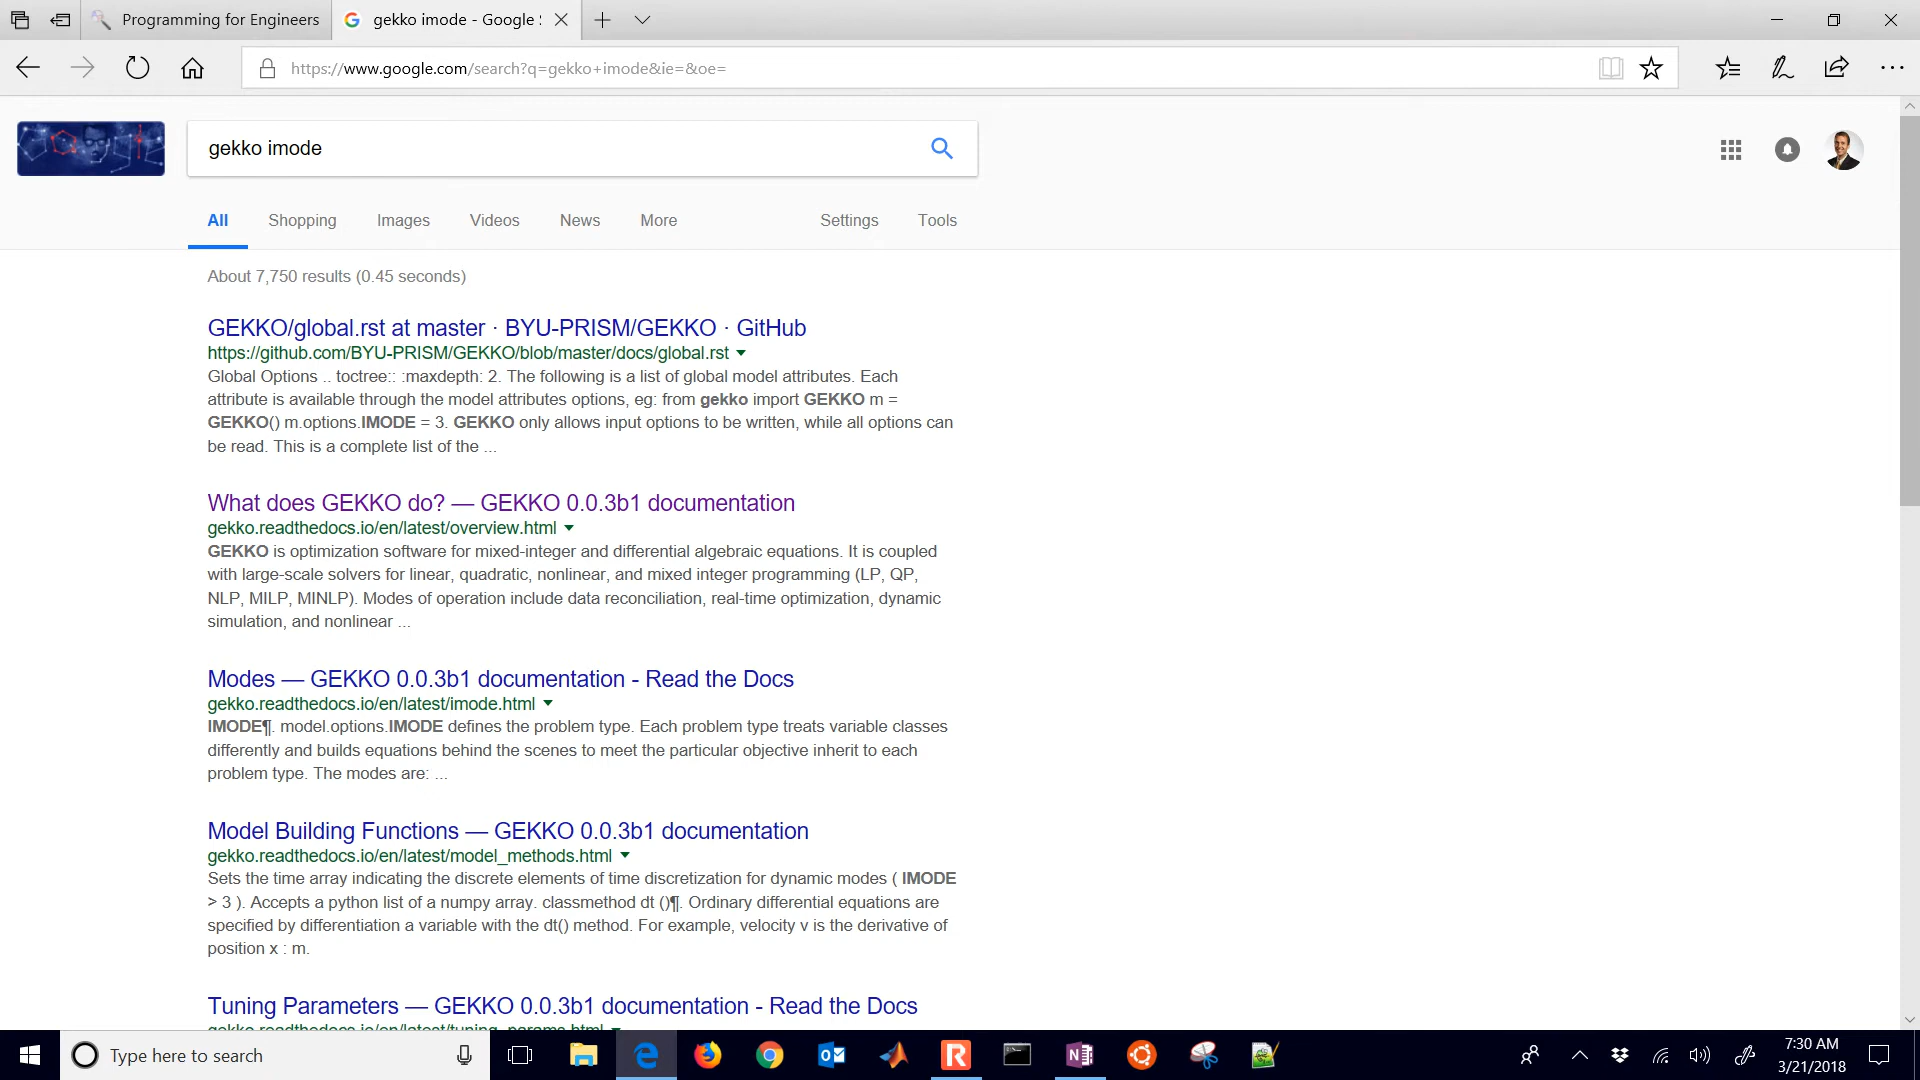 Programming for Engineers
gekko imode - Google S
https://www.google.com/search?q=gekko+imode&ie=&oe=
gekko imode
All Shopping Images Videos News More Settings Tools
About 7,750 results (0.45 seconds)
GEKKO/global.rst at master · BYU-PRISM/GEKKO · GitHub
https://github.com/BYU-PRISM/GEKKO/blob/master/docs/global.rst
Global Options .. toctree:: :maxdepth: 2. The following is a list of global model attributes. Each
attribute is available through the model attributes options, eg: from gekko import GEKKO m =
GEKKO() m.options.IMODE = 3. GEKKO only allows input options to be written, while all options can
be read. This is a complete list of the ...
What does GEKKO do? — GEKKO 0.0.3b1 documentation
gekko.readthedocs.io/en/latest/overview.html
GEKKO is optimization software for mixed-integer and differential algebraic equations. It is coupled
with large-scale solvers for linear, quadratic, nonlinear, and mixed integer programming (LP, QP,
NLP, MILP, MINLP). Modes of operation include data reconciliation, real-time optimization, dynamic
simulation, and nonlinear ...
Modes — GEKKO 0.0.3b1 documentation - Read the Docs
gekko.readthedocs.io/en/latest/imode.html
IMODE¶. model.options.IMODE defines the problem type. Each problem type treats variable classes
differently and builds equations behind the scenes to meet the particular objective inherit to each
problem type. The modes are: ...
Model Building Functions — GEKKO 0.0.3b1 documentation
gekko.readthedocs.io/en/latest/model_methods.html
Sets the time array indicating the discrete elements of time discretization for dynamic modes ( IMODE
> 3 ). Accepts a python list of a numpy array. classmethod dt ()¶. Ordinary differential equations are
specified by differentiation a variable with the dt() method. For example, velocity v is the derivative of
position x : m.
Tuning Parameters — GEKKO 0.0.3b1 documentation - Read the Docs
gekko.readthedocs.io/en/latest/tuning_params.html
Type here to search
7:30 AM
3/21/2018